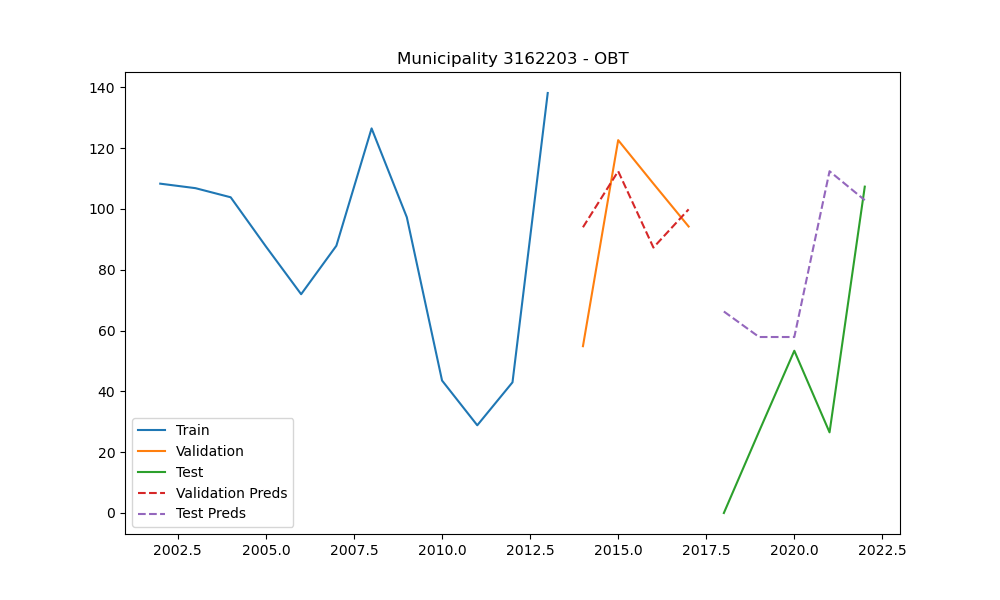 Municipality 3162203 - OBT
140
120
100
80
60
40
20
0
Train
Validation
Test
Validation Preds
Test Preds
2002.5 2005.0 2007.5 2010.0 2012.5 2015.0 2017.5 2020.0 2022.5